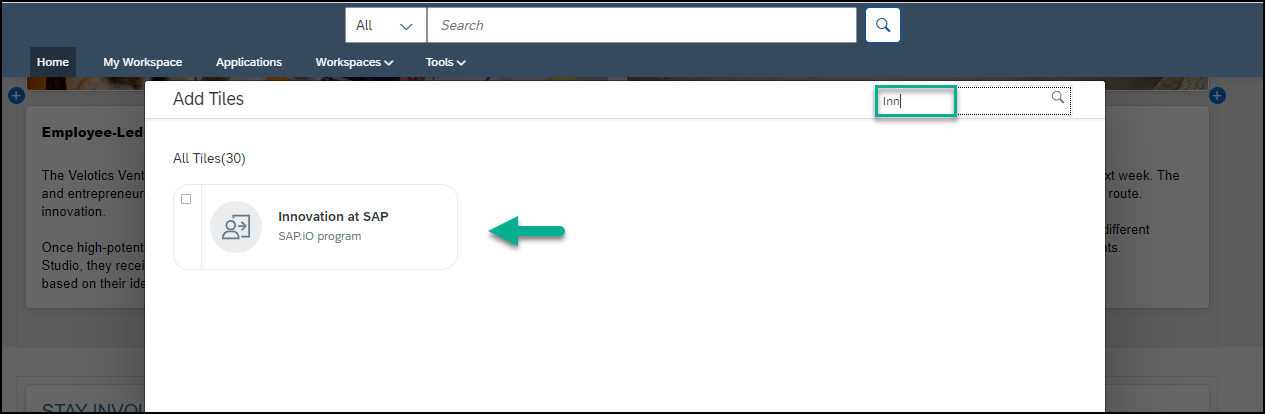 All
Search
Home
My Workspace
Applications
Workspaces
Tools
Add Tiles
Inn
All Tiles(30)
Innovation at SAP
SAP.iO program
Employee-Led
The Velotics Vent
and entrepreneur
innovation.
Once high-potent
Studio, they recei
based on their ide
xt week. The
route.
different
ts.
STAY INVO